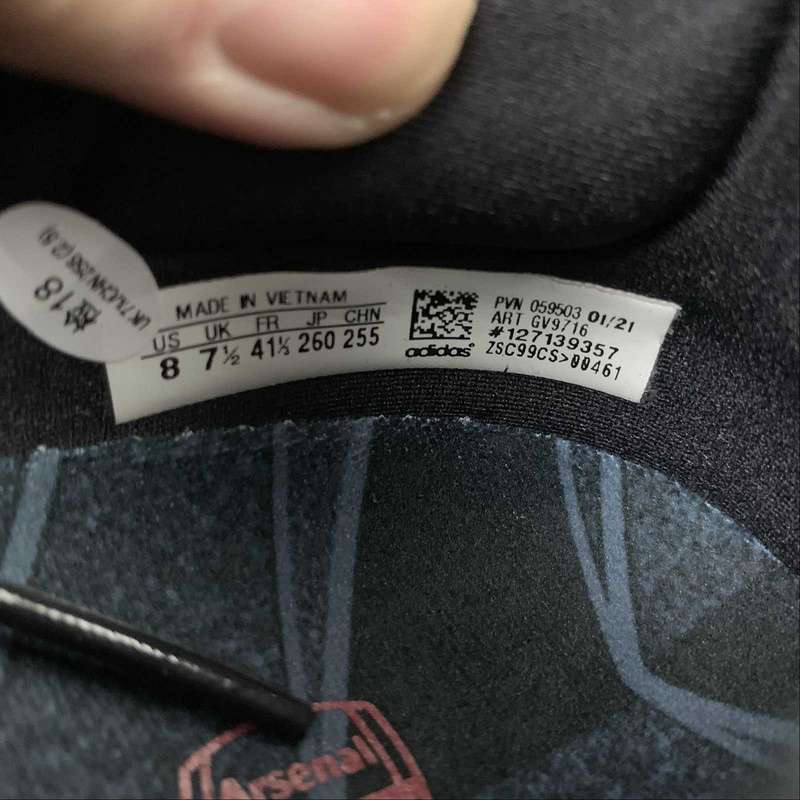 MADE IN VIETNAM
US UK FR JP CHN
8 7½ 41⅓ 260 255
adidas
PVN 059503 01/21
ART GV9716
#127139357
ZSC99CS>00461
18
Arsenal